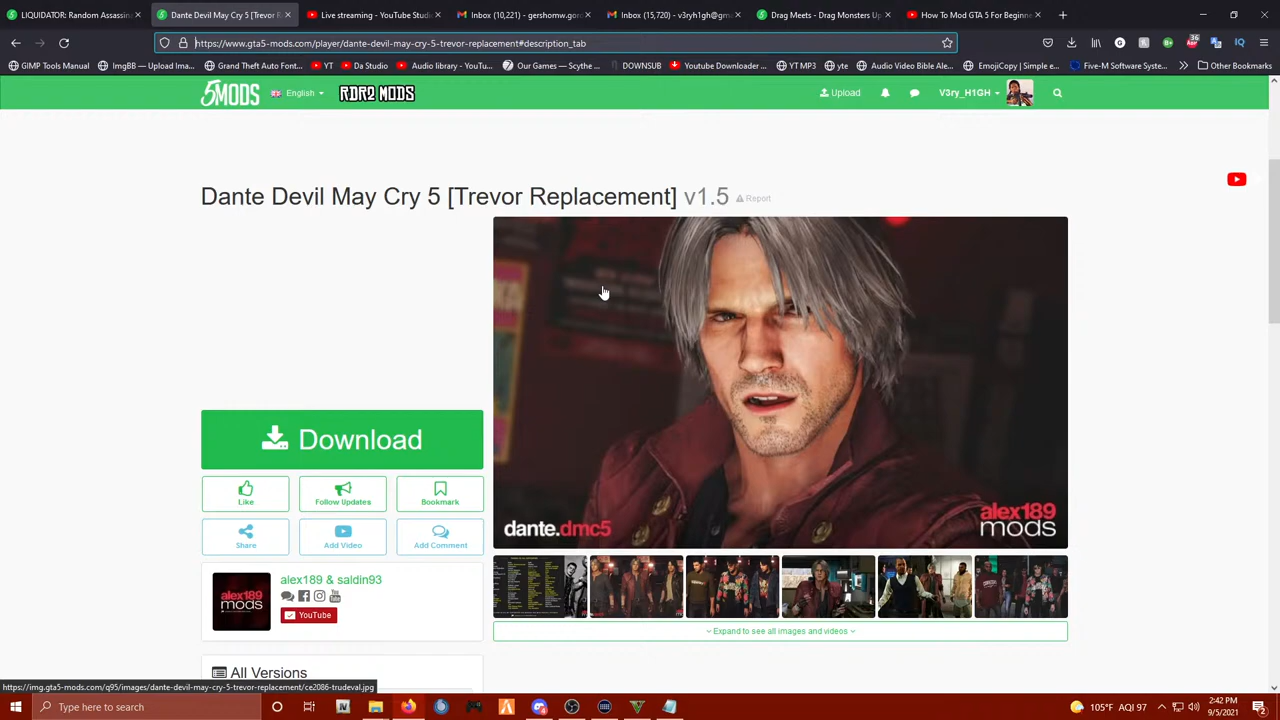 LIQUIDATOR: Random Assassin
Dante Devil May Cry 5 [Trevor R
Live streaming - YouTube Studi
Inbox (10,221) - gershomw.gor
Inbox (15,720) - v3ryh1gh@gm
Drag Meets - Drag Monsters Up
How To Mod GTA 5 For Beginne
https://www.gta5-mods.com/player/dante-devil-may-cry-5-trevor-replacement#description_tab
36
GIMP Tools Manual
ImgBB — Upload Ima...
Grand Theft Auto Font...
YT
Da Studio
Audio library - YouTu...
Our Games — Scythe ...
DOWNSUB
Youtube Downloader ...
YT MP3
yte
Audio Video Bible Ale...
EmojiCopy | Simple e...
Five-M Software Syste...
Other Bookmarks
5MODS
English
RDR2 MODS
Upload
V3ry_H1GH
Dante Devil May Cry 5 [Trevor Replacement] v1.5 Report
Download
Like
Follow Updates
Bookmark
Share
Add Video
Add Comment
dante.dmc5
alex189
mods
alex189 & saldin93
alex189
mods
YouTube
Expand to see all images and videos
All Versions
https://img.gta5-mods.com/q95/images/dante-devil-may-cry-5-trevor-replacement/ce2086-trudeval.jpg
Type here to search
105°F AQI 97
2:42 PM
9/5/2021
2